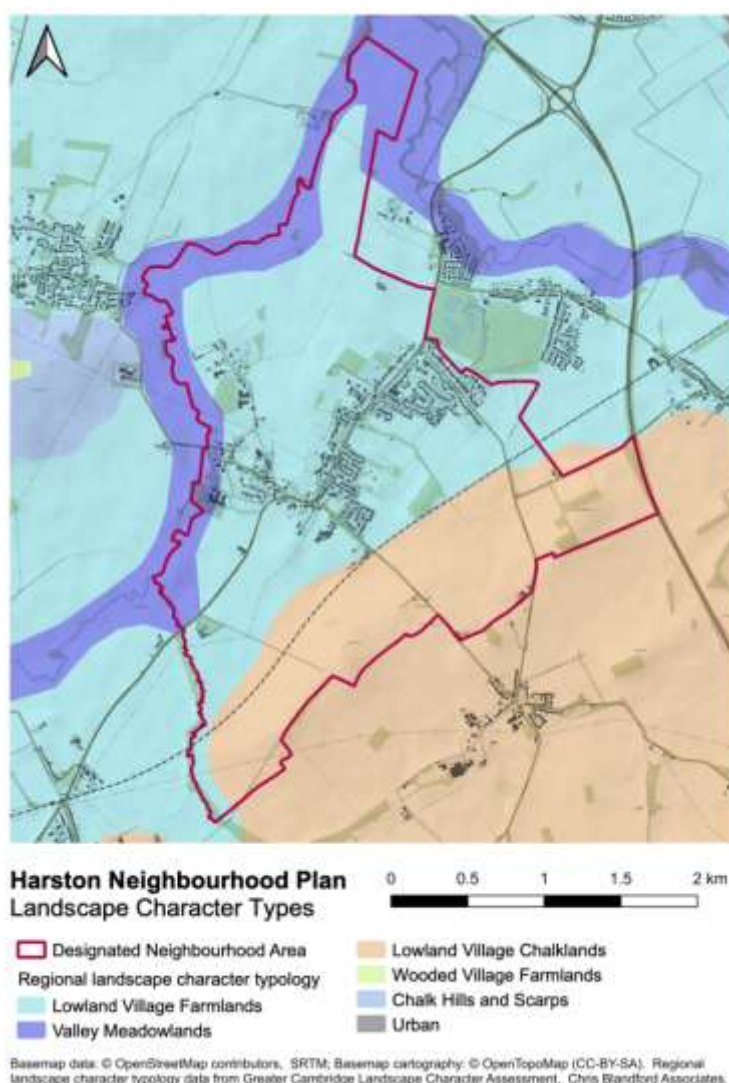 Harston Neighbourhood Plan
Landscape Character Types
0 0.5 1 1.5 2 km
Designated Neighbourhood Area
Regional landscape character typology
Lowland Village Farmlands
Valley Meadowlands
Lowland Village Chalklands
Wooded Village Farmlands
Chalk Hills and Scarps
Urban
Basemap data: © OpenStreetMap contributors, SRTM; Basemap cartography: © OpenTopoMap (CC-BY-SA). Regional
landscape character typology data from Greater Cambridge Landscape Character Assessment, Chris Blandford Associates,